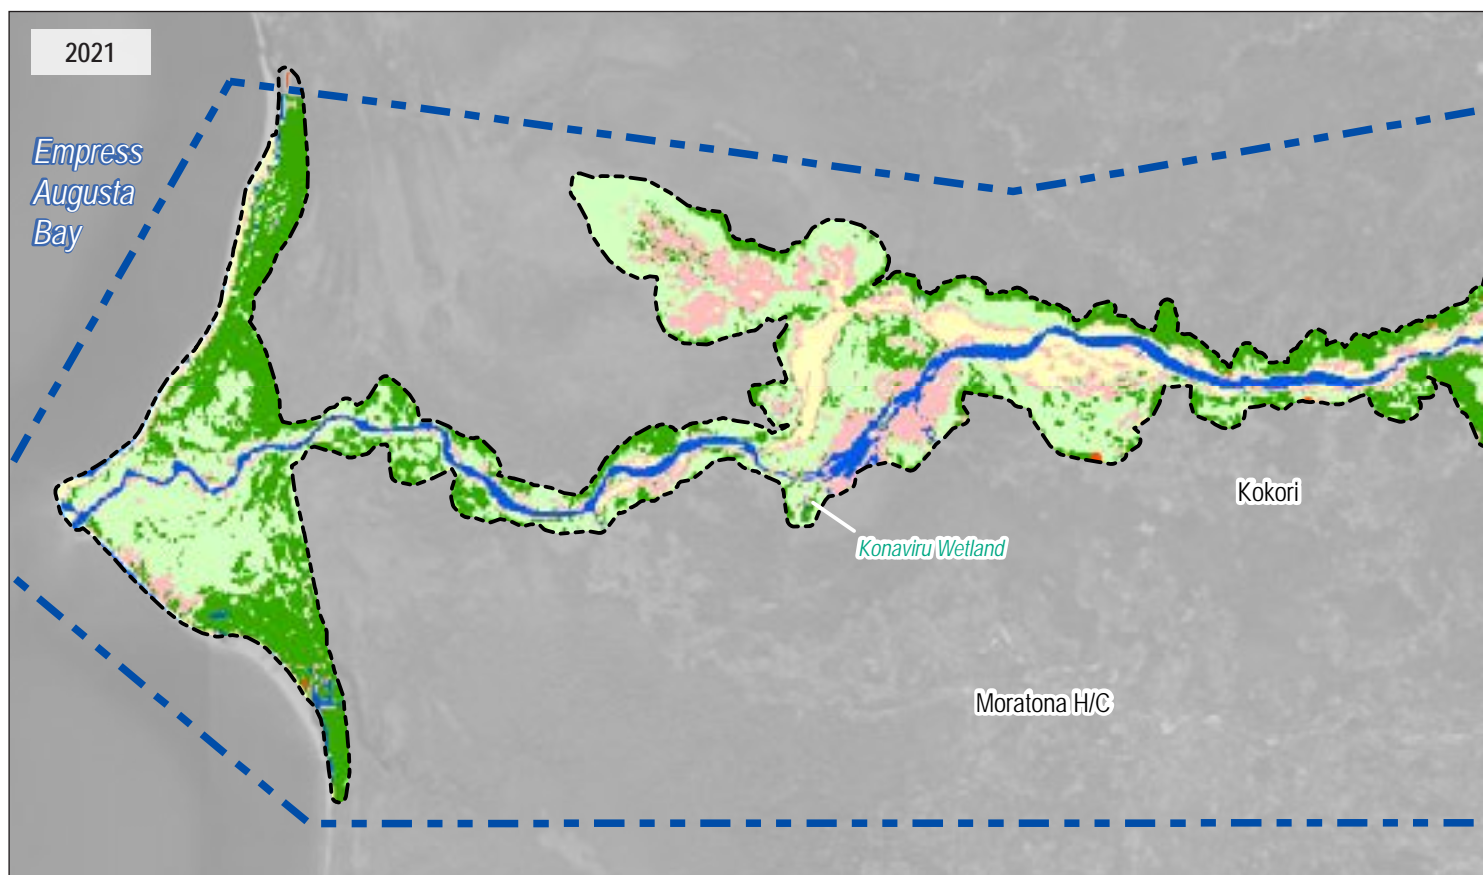 2021
Empress
Augusta
Bay
Kokori
Konaviru Wetland
Moratona H/C